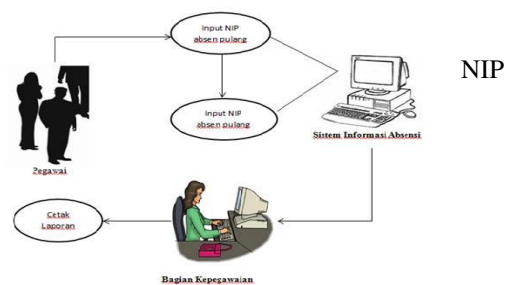 Input NIP
absen pulang
NIP
Input NIP
absen pulang
Sistem Informasi Absensi
Pegawai
Cetak
Laporan
Bagian Kepegawaian